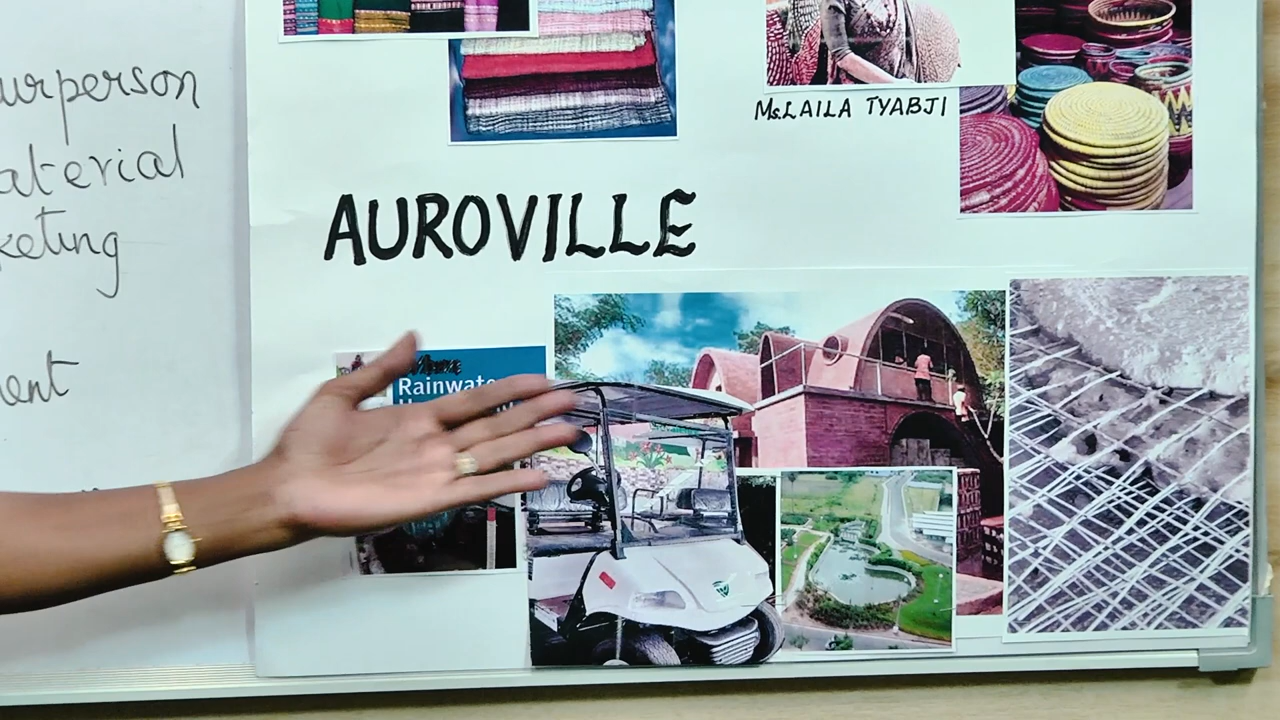 urperson
aterial
keting
ent
Ms. LAILA TYABJI
AUROVILLE
Rainwate